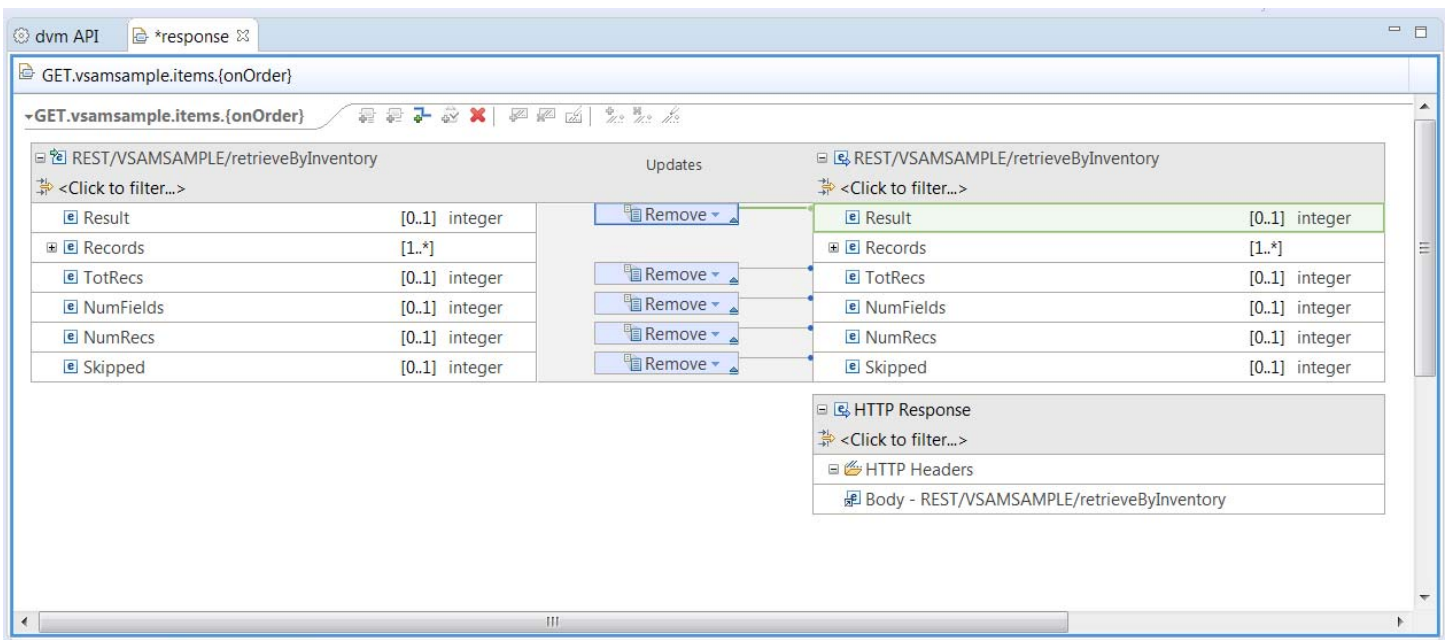 dvm API *response
GET.vsamsample.items.{onOrder}
GET.vsamsample.items.{onOrder}
REST/VSAMSAMPLE/retrieveByInventory Updates REST/VSAMSAMPLE/retrieveByInventory
<Click to filter...> <Click to filter...>
Result [0..1] integer Remove Result [0..1] integer
Records [1..*] Records [1..*]
TotRecs [0..1] integer Remove TotRecs [0..1] integer
NumFields [0..1] integer Remove NumFields [0..1] integer
NumRecs [0..1] integer Remove NumRecs [0..1] integer
Skipped [0..1] integer Remove Skipped [0..1] integer
HTTP Response
<Click to filter...>
HTTP Headers
Body - REST/VSAMSAMPLE/retrieveByInventory